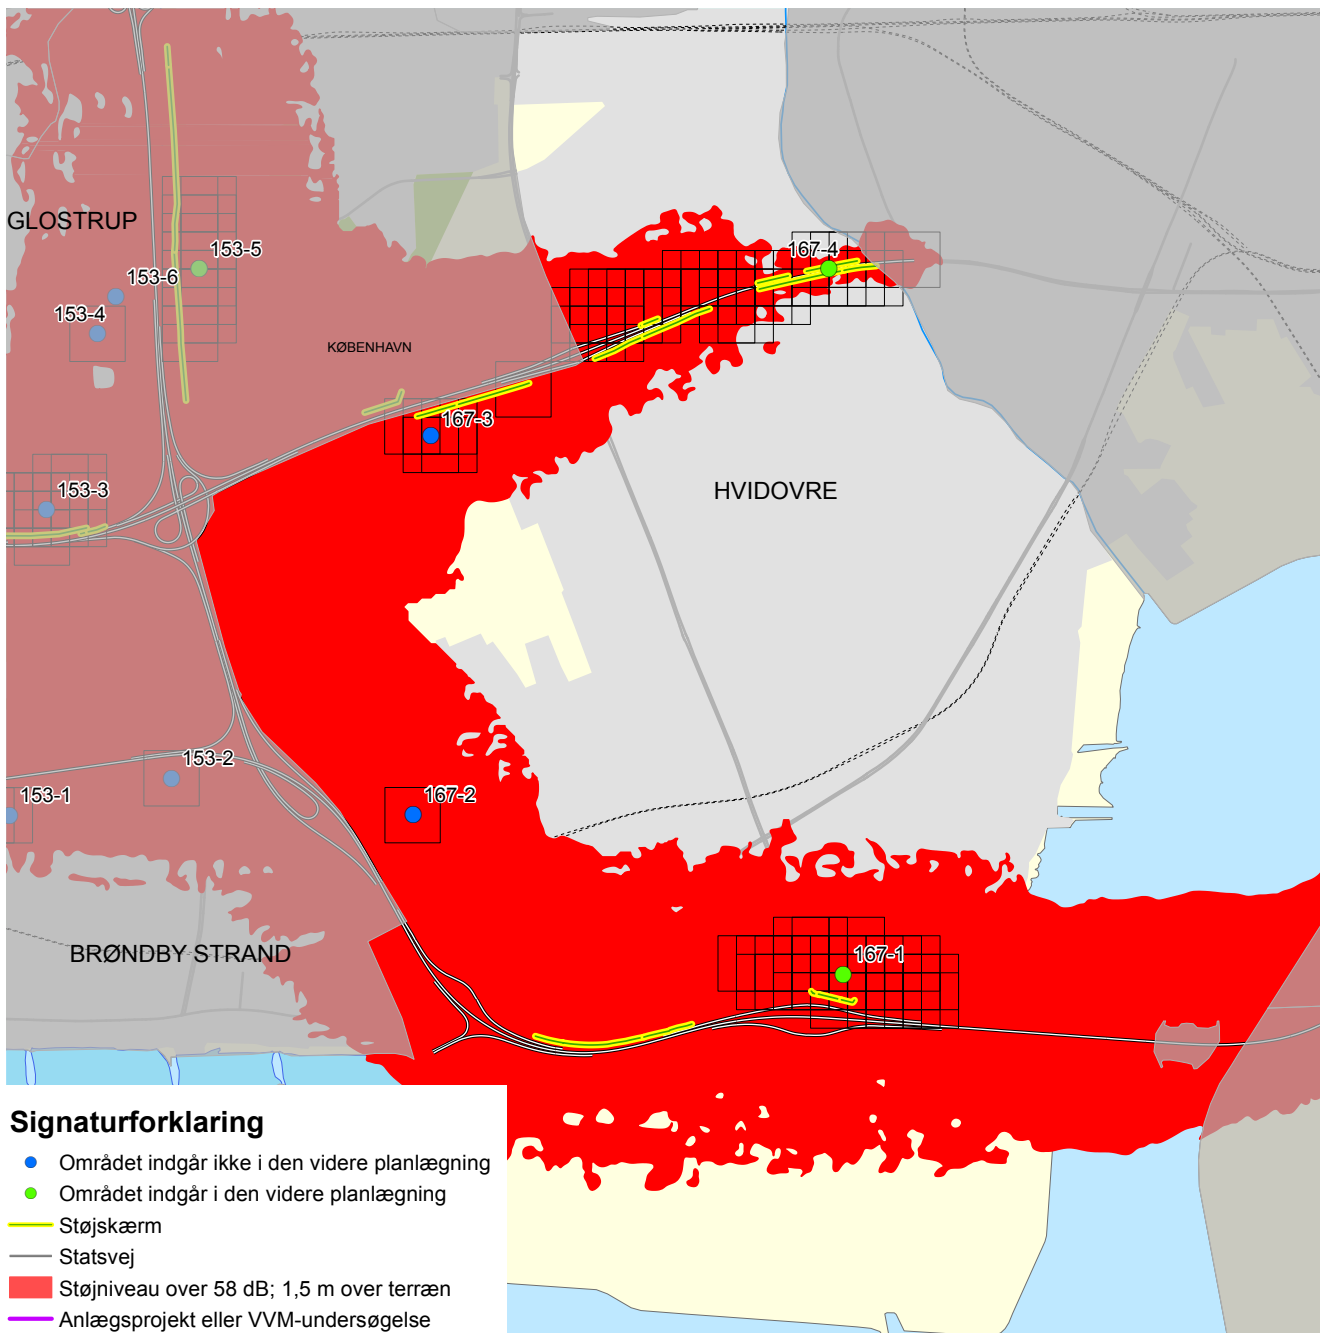 GLOSTRUP
153-5
153-6
153-4
167-4
KØBENHAVN
167-3
153-3
HVIDOVRE
153-2
153-1
167-2
BRØNDBY STRAND
167-1
Signaturforklaring
Området indgår ikke i den videre planlægning
Området indgår i den videre planlægning
Støjskærm
Statsvej
Støjniveau over 58 dB; 1,5 m over terræn
Anlægsprojekt eller VVM-undersøgelse